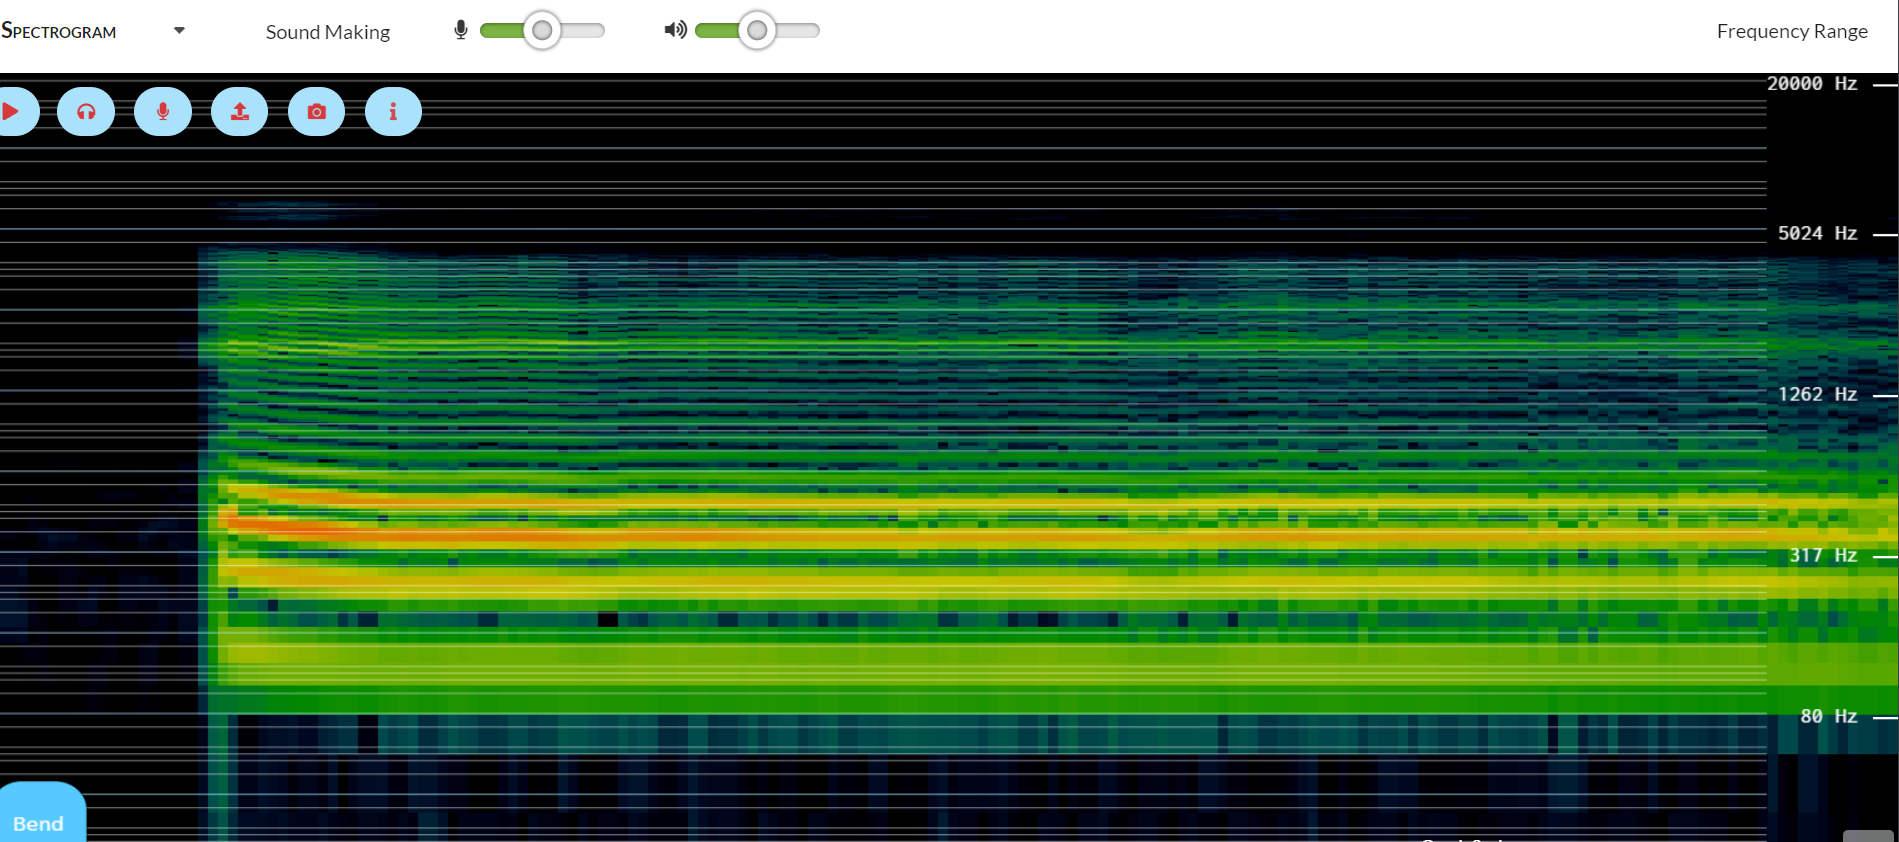 SPECTROGRAM
Sound Making
Frequency Range
20000 Hz
5024 Hz
1262 Hz
317 Hz
80 Hz
Bend